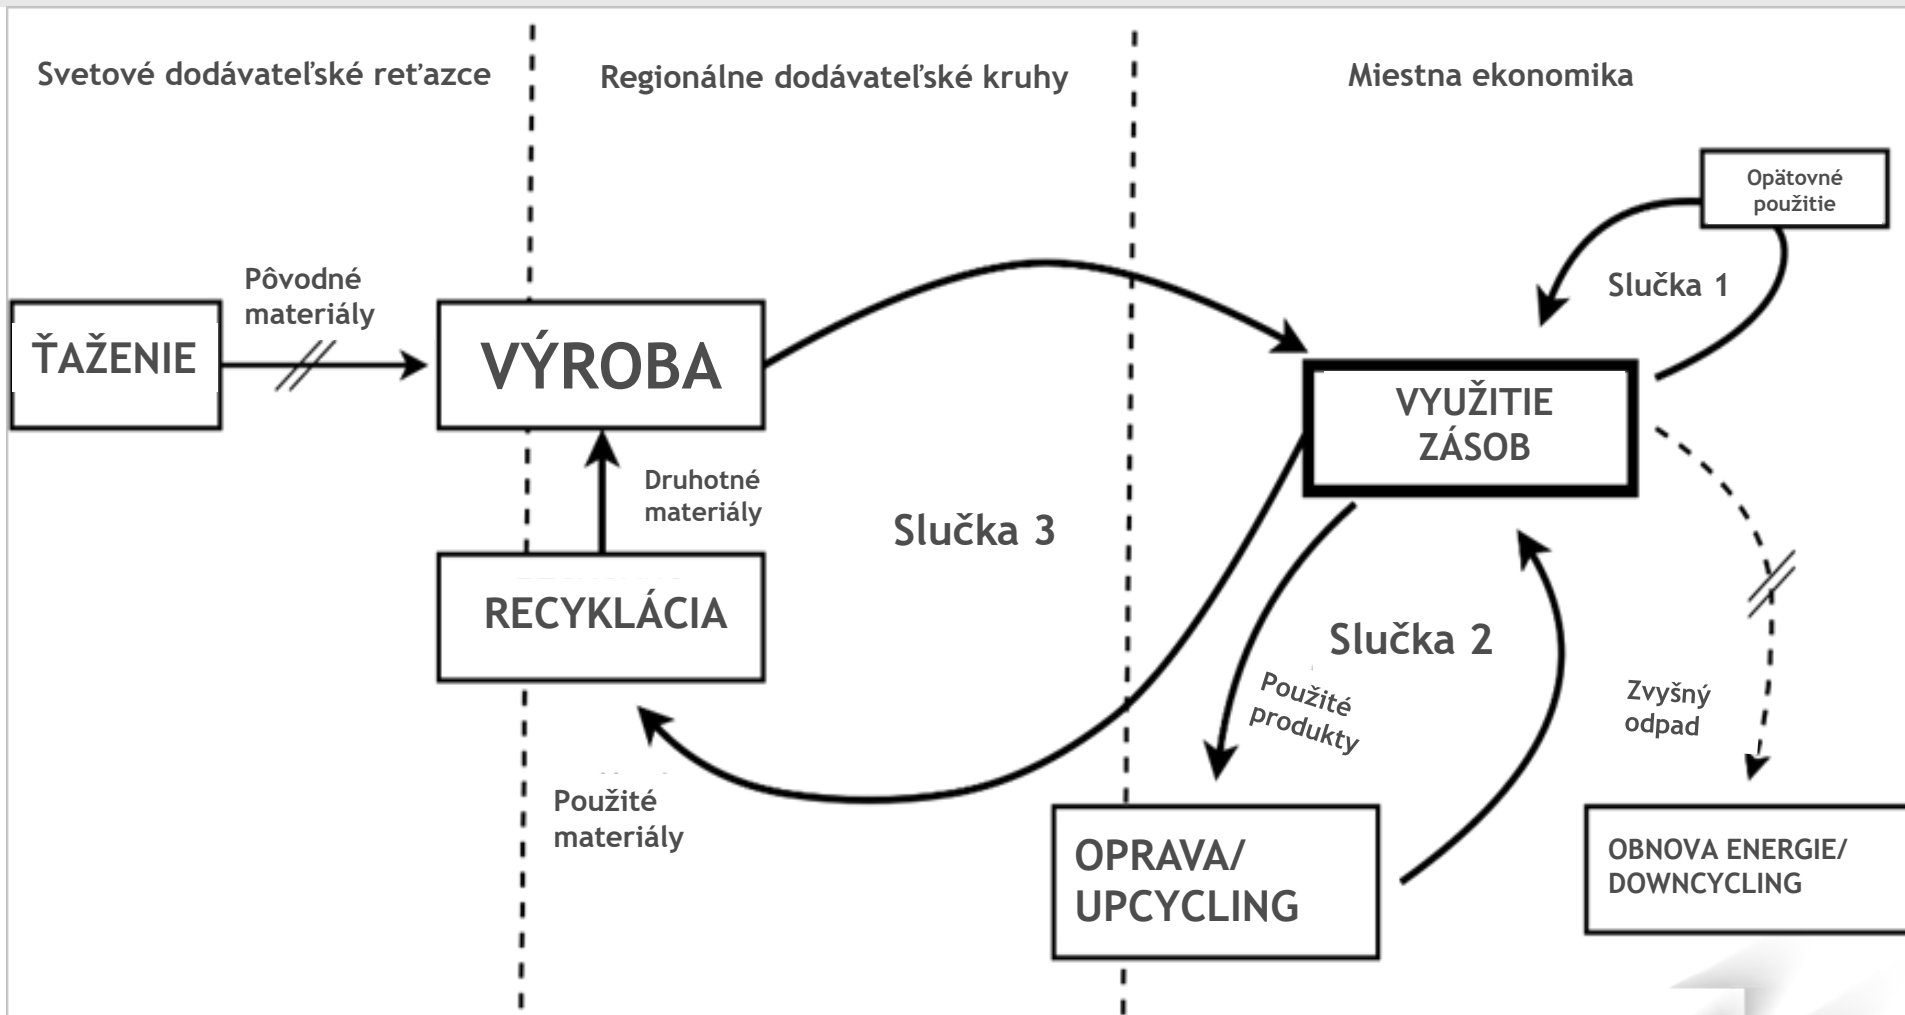 Svetové dodávateľské reťazce
Regionálne dodávateľské kruhy
Miestna ekonomika
Opätovné
použitie
Slučka 1
Pôvodné
materiály
ŤAŽENIE
VÝROBA
VYUŽITIE
ZÁSOB
Druhotné
materiály
Slučka 3
RECYKLÁCIA
Slučka 2
Použité
produkty
Zvyšný
odpad
Použité
materiály
OPRAVA/
UPCYCLING
OBNOVA ENERGIE/
DOWNCYCLING